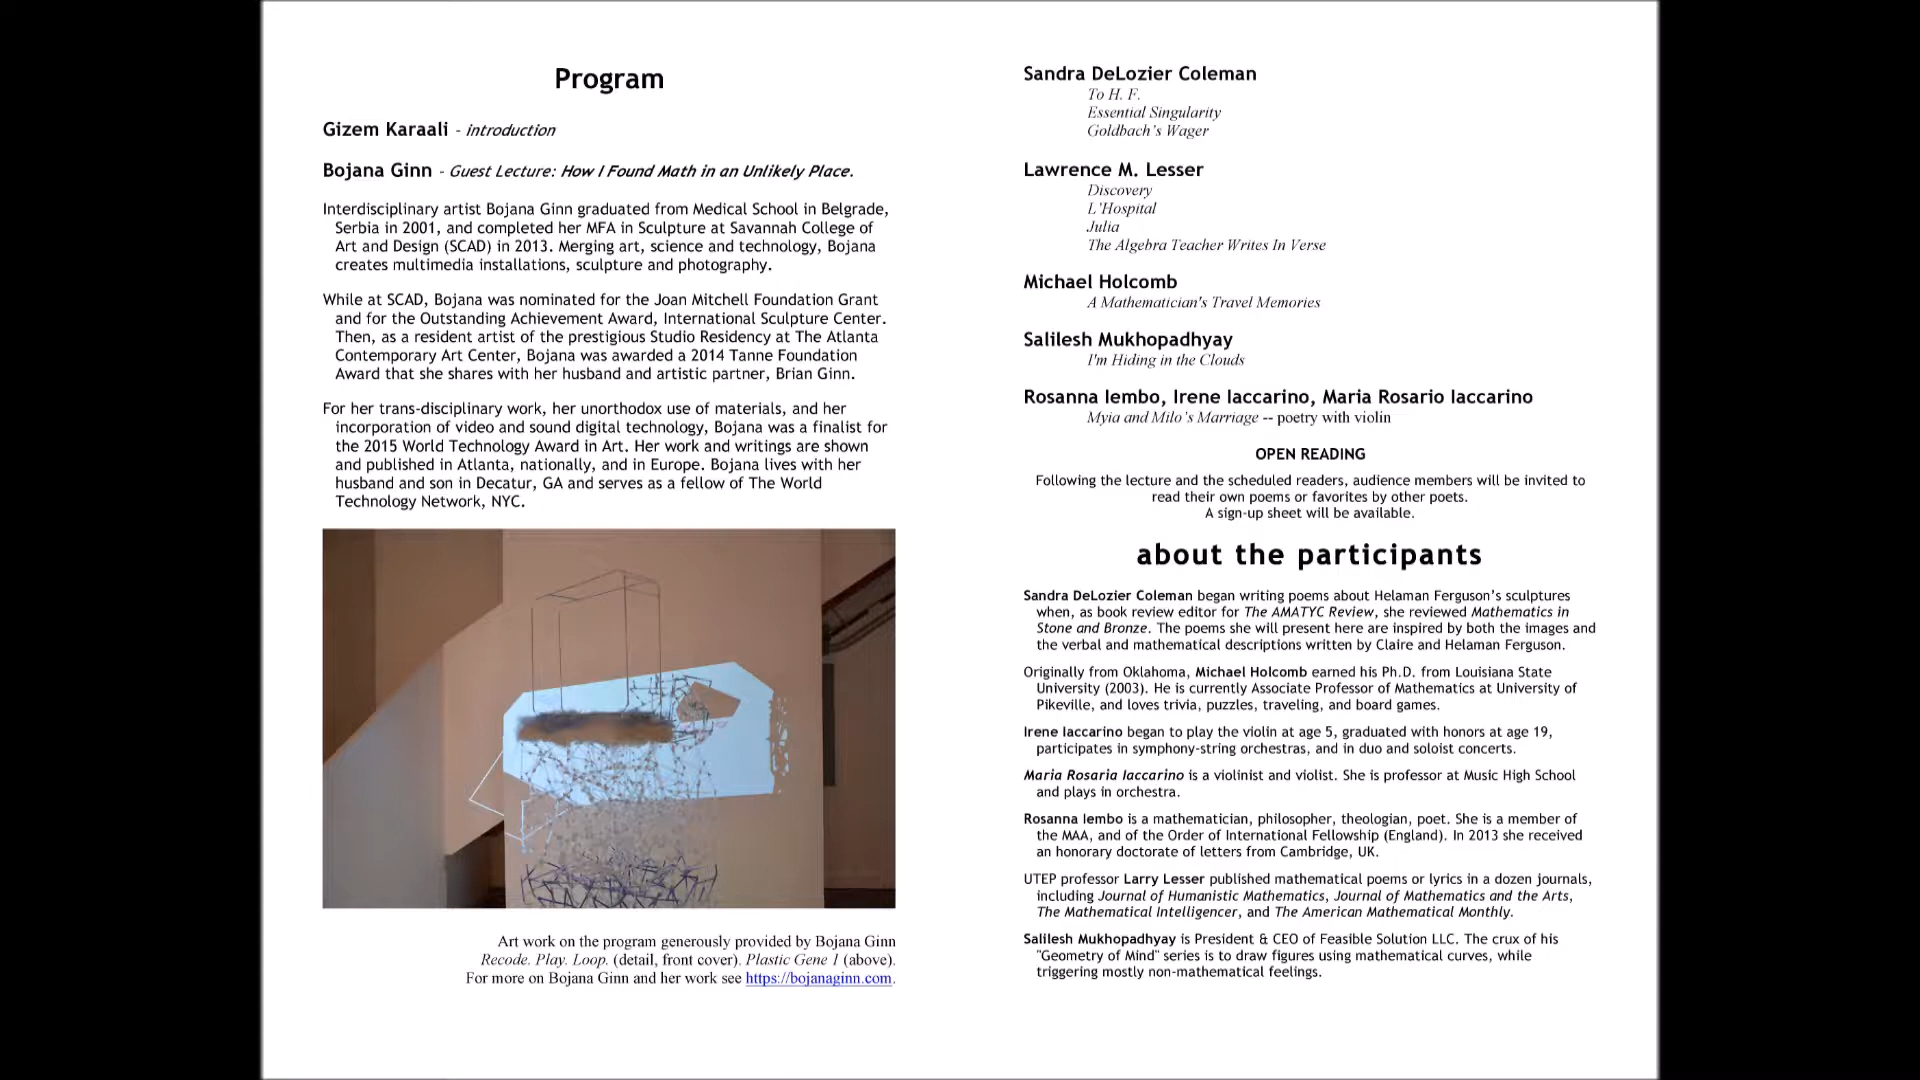 Program
Gizem Karaali - introduction
Bojana Ginn - Guest Lecture: How I Found Math in an Unlikely Place.
Interdisciplinary artist Bojana Ginn graduated from Medical School in Belgrade,
Serbia in 2001, and completed her MFA in Sculpture at Savannah College of
Art and Design (SCAD) in 2013. Merging art, science and technology, Bojana
creates multimedia installations, sculpture and photography.
While at SCAD, Bojana was nominated for the Joan Mitchell Foundation Grant
and for the Outstanding Achievement Award, International Sculpture Center.
Then, as a resident artist of the prestigious Studio Residency at The Atlanta
Contemporary Art Center, Bojana was awarded a 2014 Tanne Foundation
Award that she shares with her husband and artistic partner, Brian Ginn.
For her trans-disciplinary work, her unorthodox use of materials, and her
incorporation of video and sound digital technology, Bojana was a finalist for
the 2015 World Technology Award in Art. Her work and writings are shown
and published in Atlanta, nationally, and in Europe. Bojana lives with her
husband and son in Decatur, GA and serves as a fellow of The World
Technology Network, NYC.
Art work on the program generously provided by Bojana Ginn
Recode. Play. Loop. (detail, front cover). Plastic Gene 1 (above).
For more on Bojana Ginn and her work see https://bojanaginn.com.
Sandra DeLozier Coleman
To H. F.
Essential Singularity
Goldbach's Wager
Lawrence M. Lesser
Discovery
L'Hospital
Julia
The Algebra Teacher Writes In Verse
Michael Holcomb
A Mathematician's Travel Memories
Salilesh Mukhopadhyay
I'm Hiding in the Clouds
Rosanna Iembo, Irene Iaccarino, Maria Rosario Iaccarino
Myia and Milo's Marriage -- poetry with violin
OPEN READING
Following the lecture and the scheduled readers, audience members will be invited to
read their own poems or favorites by other poets.
A sign-up sheet will be available.
about the participants
Sandra DeLozier Coleman began writing poems about Helaman Ferguson's sculptures
when, as book review editor for The AMATYC Review, she reviewed Mathematics in
Stone and Bronze. The poems she will present here are inspired by both the images and
the verbal and mathematical descriptions written by Claire and Helaman Ferguson.
Originally from Oklahoma, Michael Holcomb earned his Ph.D. from Louisiana State
University (2003). He is currently Associate Professor of Mathematics at University of
Pikeville, and loves trivia, puzzles, traveling, and board games.
Irene Iaccarino began to play the violin at age 5, graduated with honors at age 19,
participates in symphony-string orchestras, and in duo and soloist concerts.
Maria Rosaria Iaccarino is a violinist and violist. She is professor at Music High School
and plays in orchestra.
Rosanna Iembo is a mathematician, philosopher, theologian, poet. She is a member of
the MAA, and of the Order of International Fellowship (England). In 2013 she received
an honorary doctorate of letters from Cambridge, UK.
UTEP professor Larry Lesser published mathematical poems or lyrics in a dozen journals,
including Journal of Humanistic Mathematics, Journal of Mathematics and the Arts,
The Mathematical Intelligencer, and The American Mathematical Monthly.
Salilesh Mukhopadhyay is President & CEO of Feasible Solution LLC. The crux of his
"Geometry of Mind" series is to draw figures using mathematical curves, while
triggering mostly non-mathematical feelings.